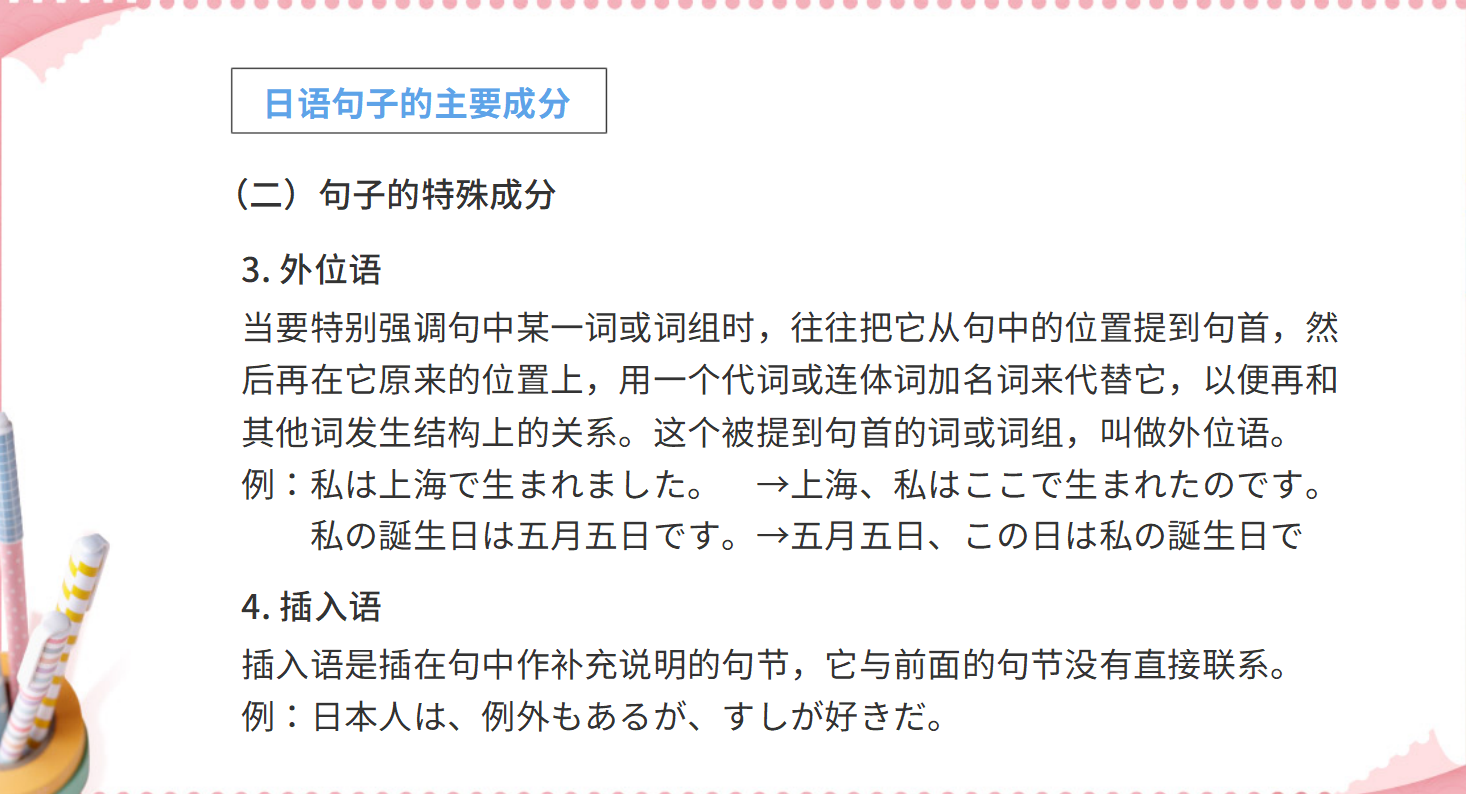 日语句子的主要成分
（二）句子的特殊成分
3. 外位语
当要特别强调句中某一词或词组时，往往把它从句中的位置提到句首，然
后再在它原来的位置上，用一个代词或连体词加名词来代替它，以便再和
其他词发生结构上的关系。这个被提到句首的词或词组，叫做外位语。
例：私は上海で生まれました。　→上海、私はここで生まれたのです。
私の誕生日は五月五日です。→五月五日、この日は私の誕生日で
4. 插入语
插入语是插在句中作补充说明的句节，它与前面的句节没有直接联系。
例：日本人は、例外もあるが、すしが好きだ。